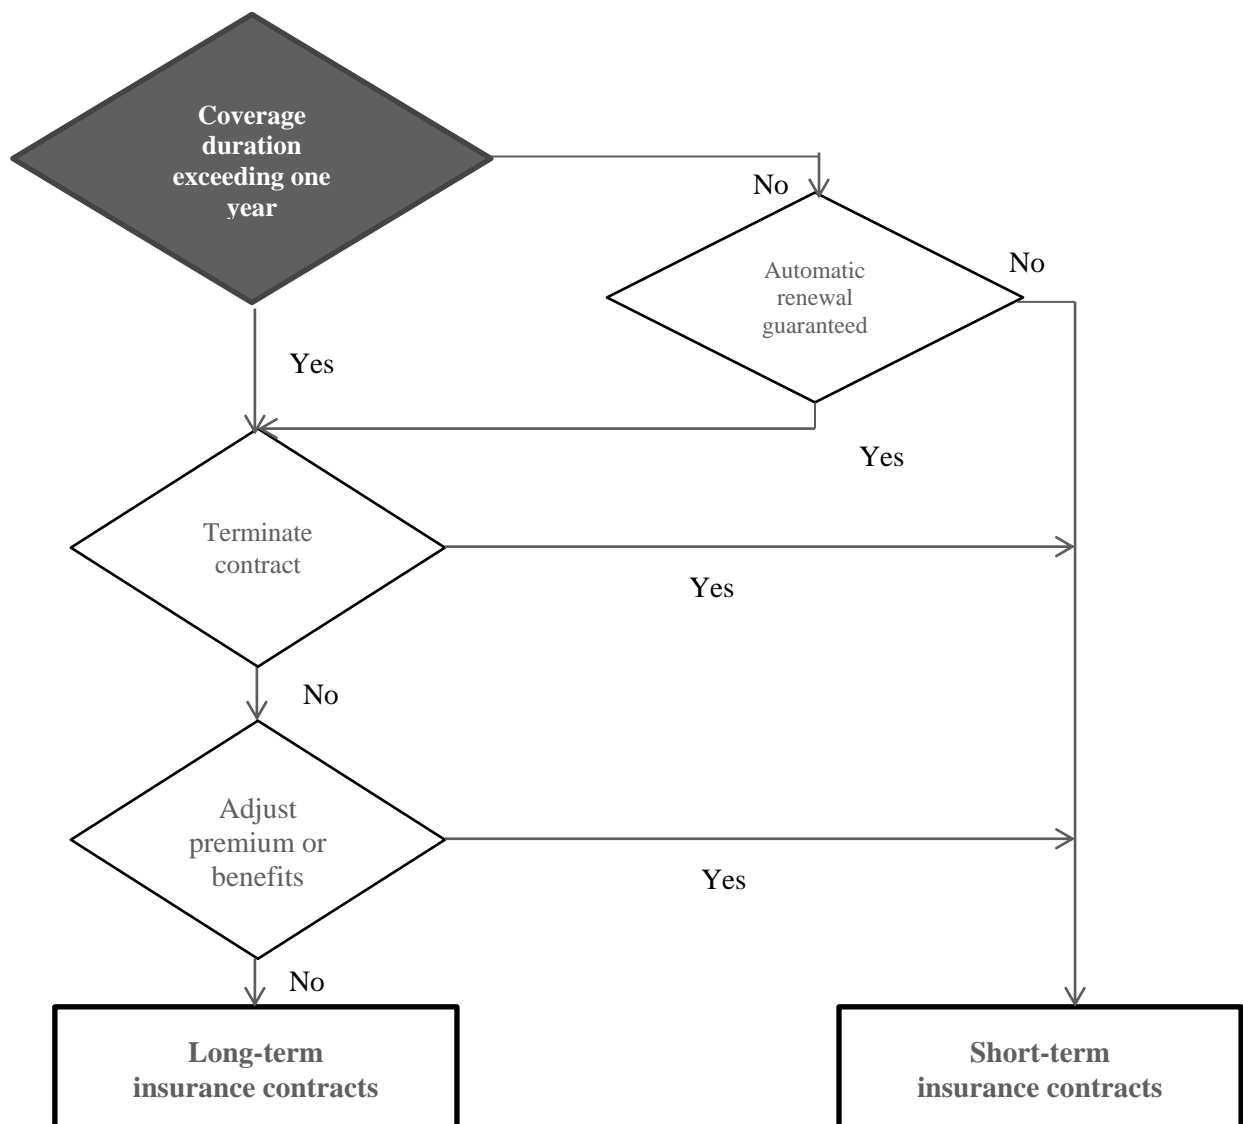 Coverage
duration
exceeding one
year
No
Automatic
renewal
guaranteed
No
Yes
Yes
Terminate
contract
Yes
No
Adjust
premium or
benefits
Yes
No
Long-term
insurance contracts
Short-term
insurance contracts